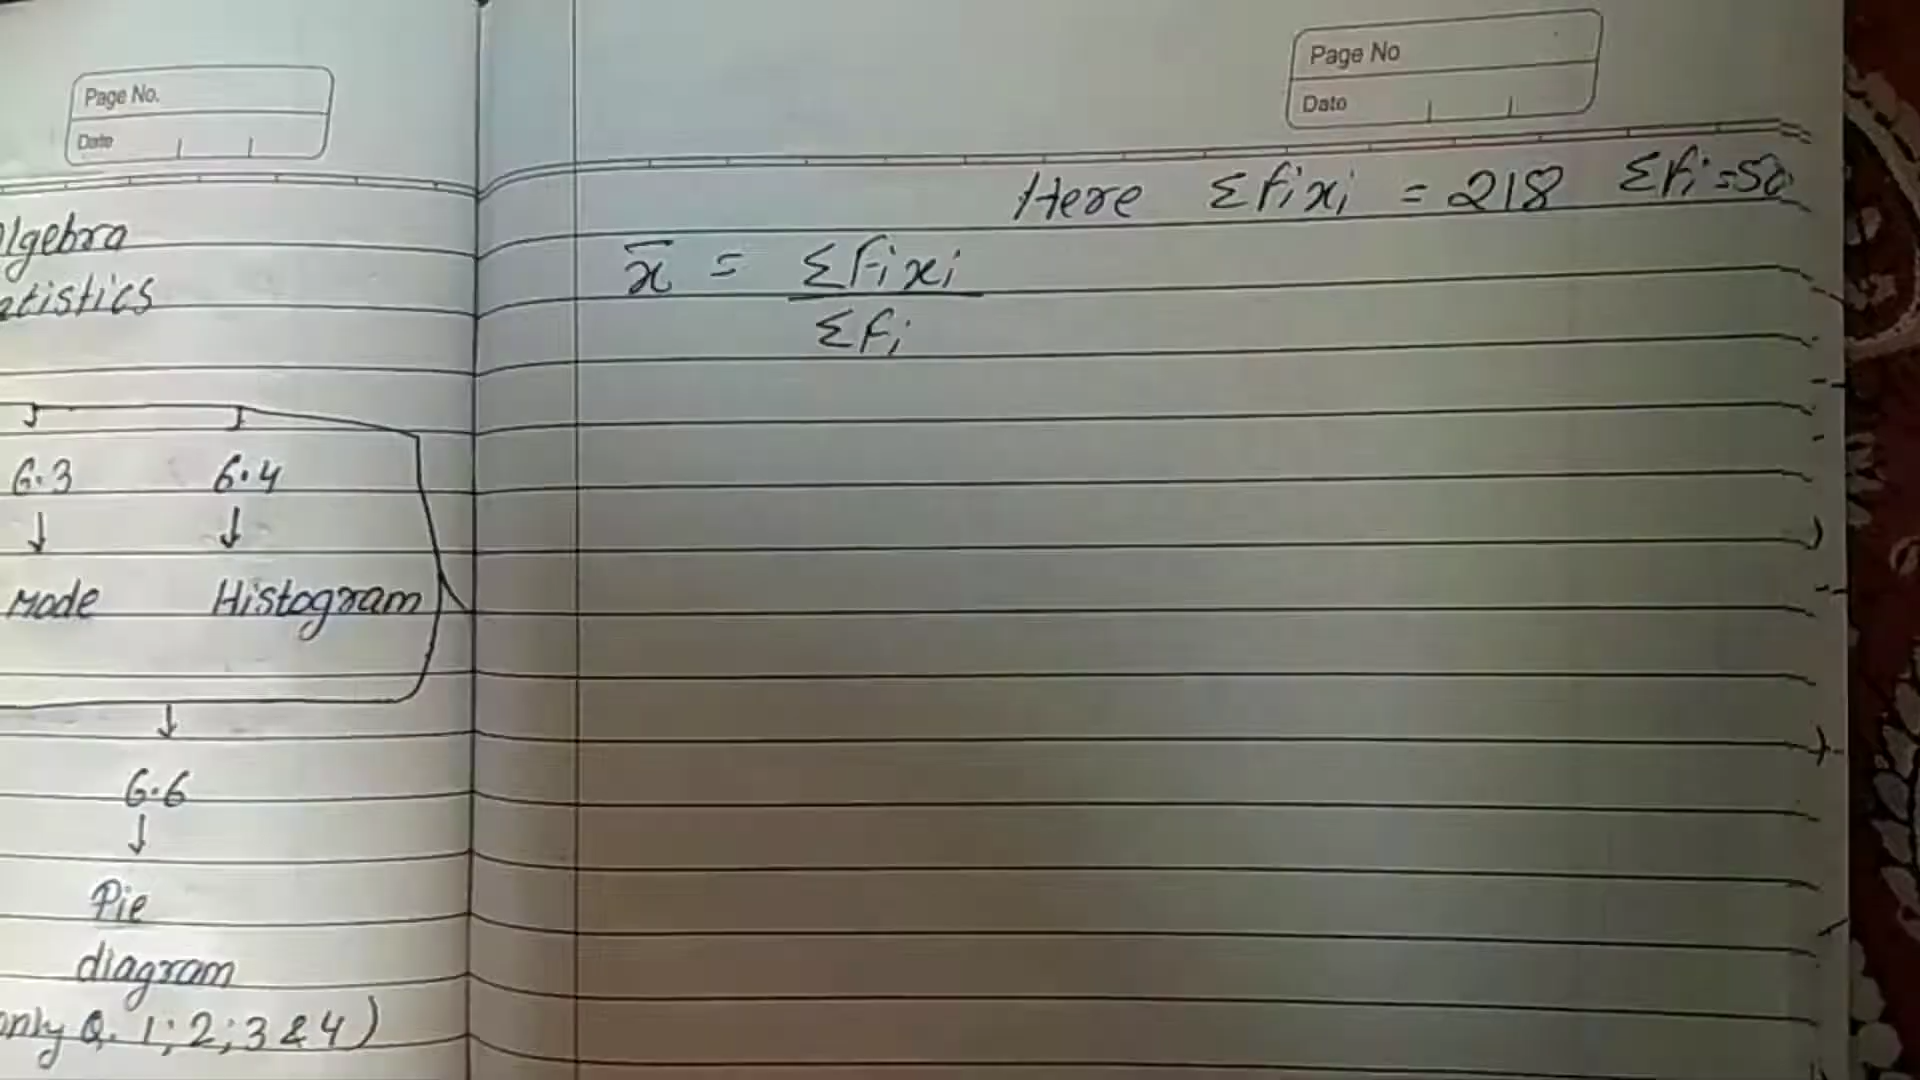 Page No.
Date
Algebra
atistics
6.3 6.4
↓ ↓
Mode Histogram
↓
6.6
↓
Pie
diagram
only Q. 1; 2; 3 & 4)
Page No
Date
Here Σfixi = 218 Σfi = 50
x̄ = Σfixi
Σfi